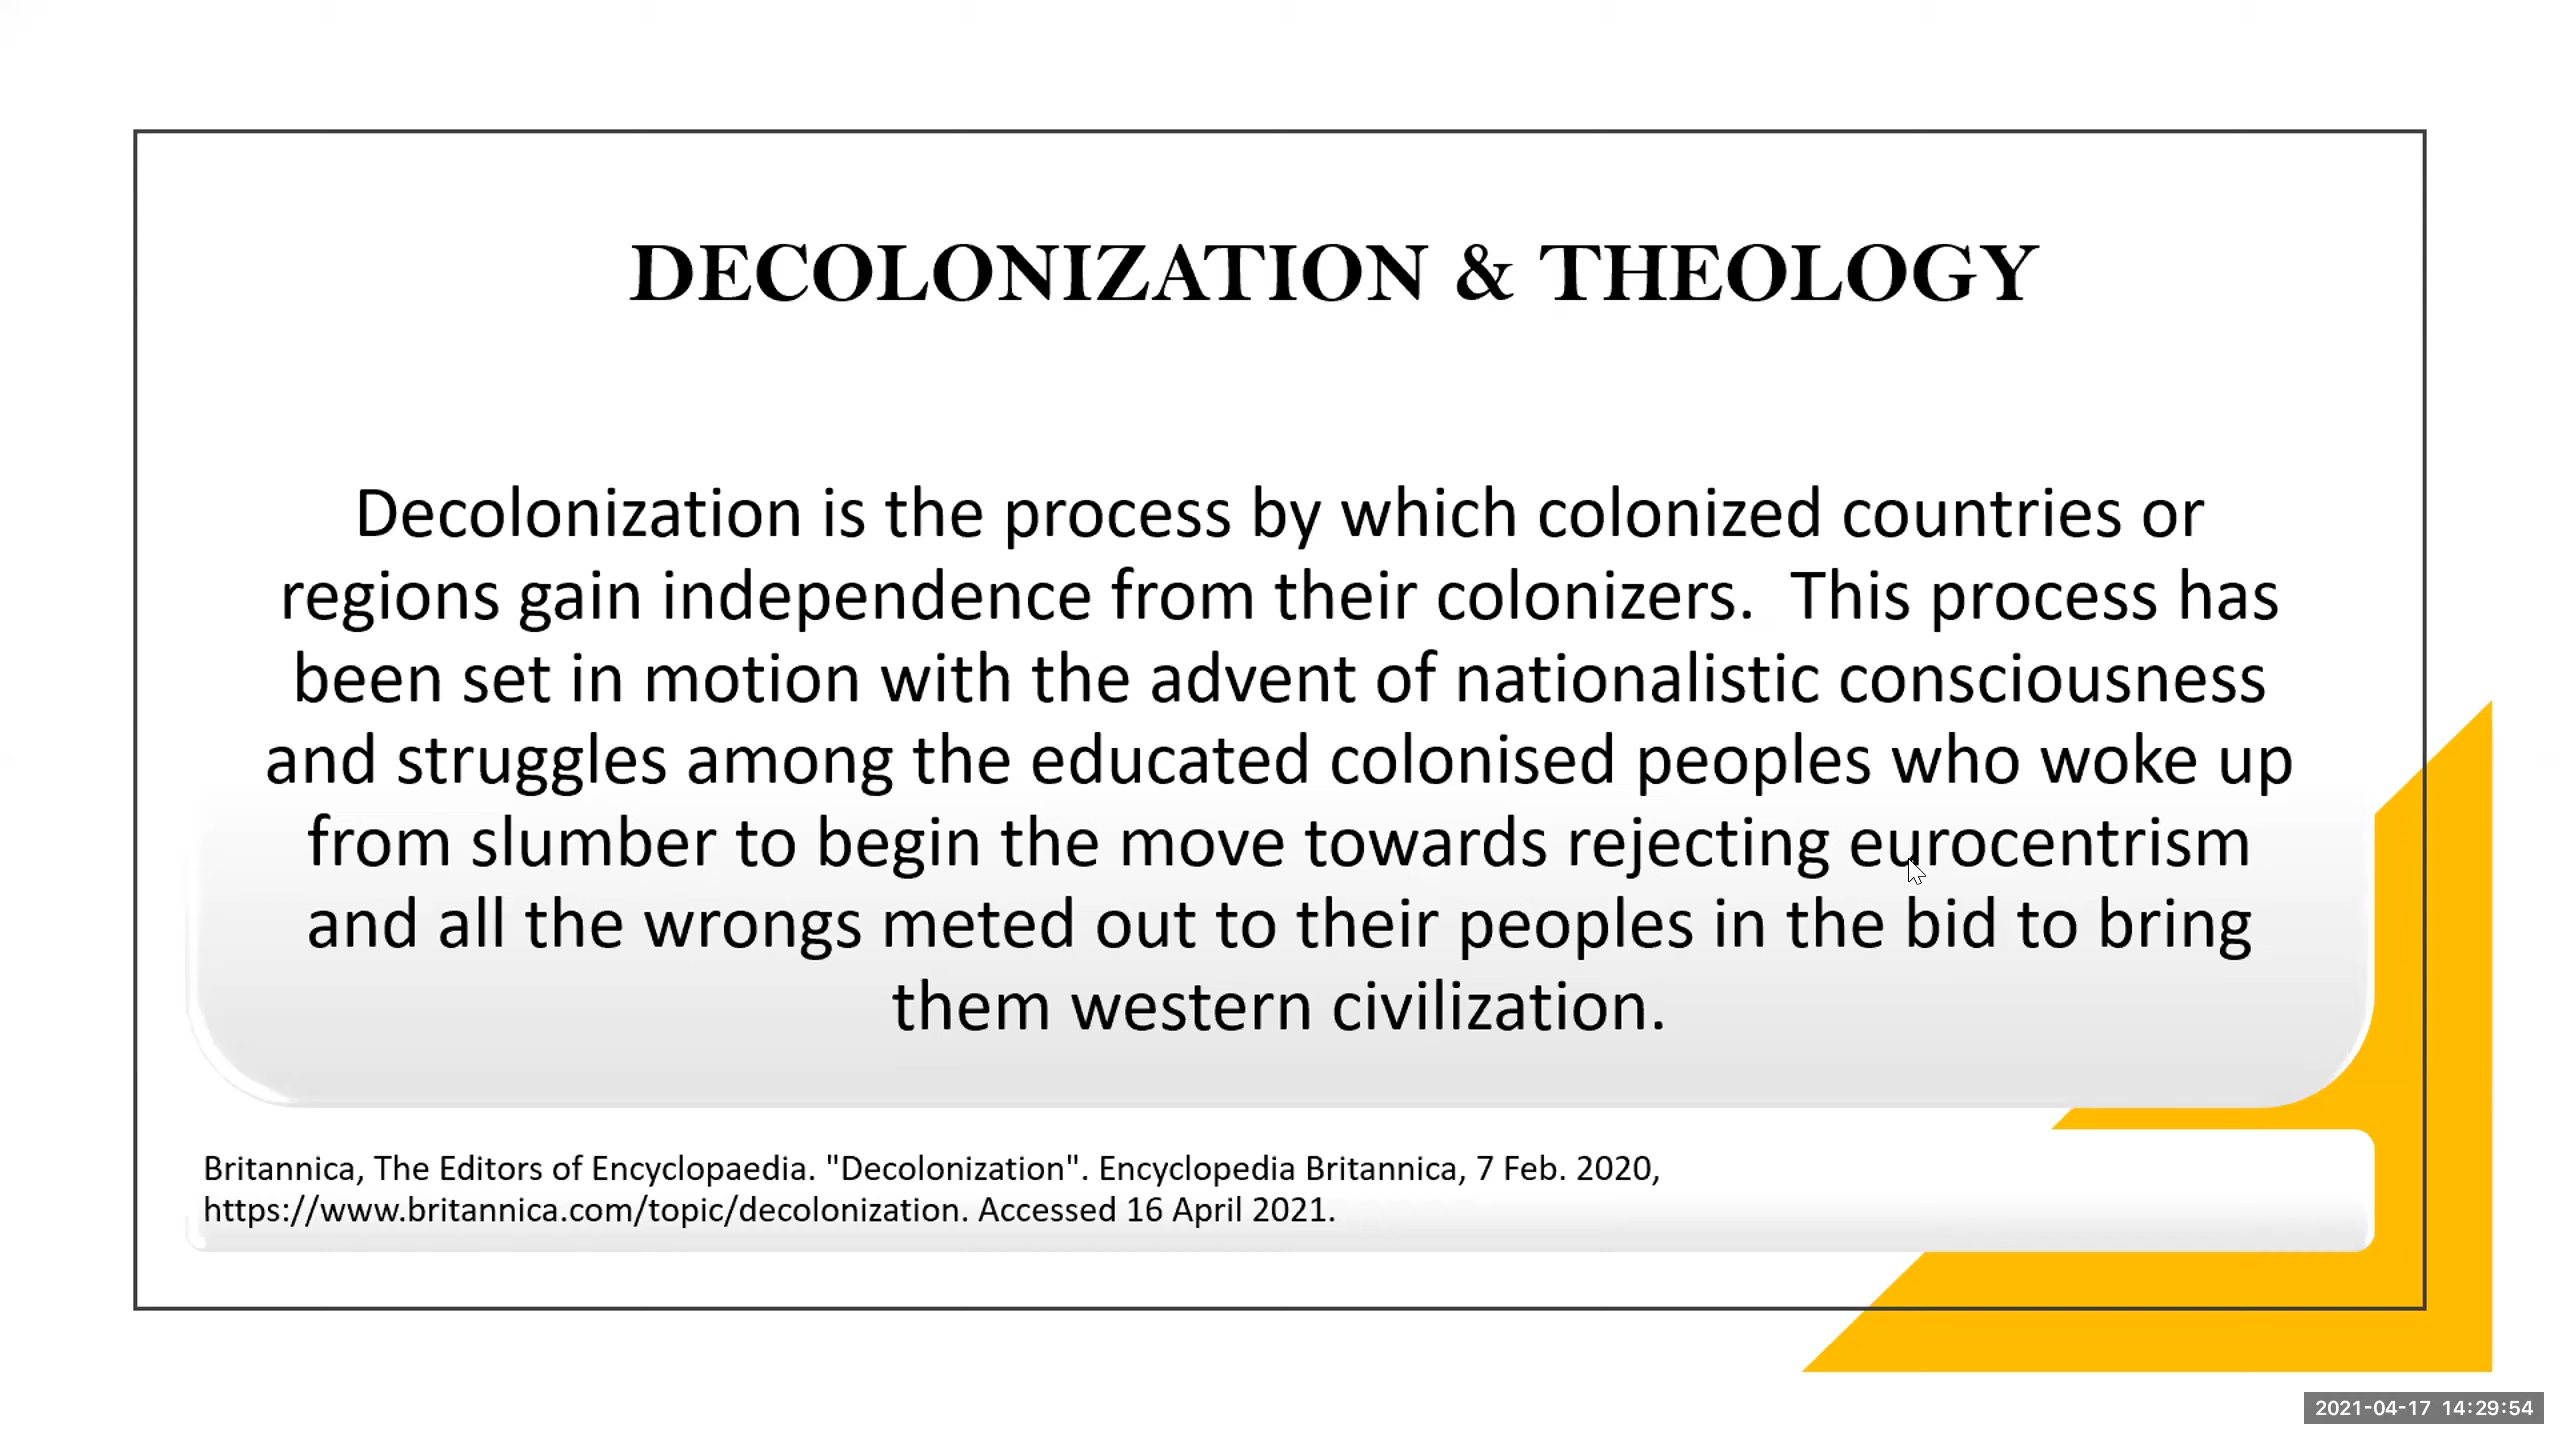 DECOLONIZATION & THEOLOGY
Decolonization is the process by which colonized countries or
regions gain independence from their colonizers.  This process has
been set in motion with the advent of nationalistic consciousness
and struggles among the educated colonised peoples who woke up
from slumber to begin the move towards rejecting eurocentrism
and all the wrongs meted out to their peoples in the bid to bring
them western civilization.
Britannica, The Editors of Encyclopaedia. "Decolonization". Encyclopedia Britannica, 7 Feb. 2020,
https://www.britannica.com/topic/decolonization. Accessed 16 April 2021.
2021-04-17 14:29:54